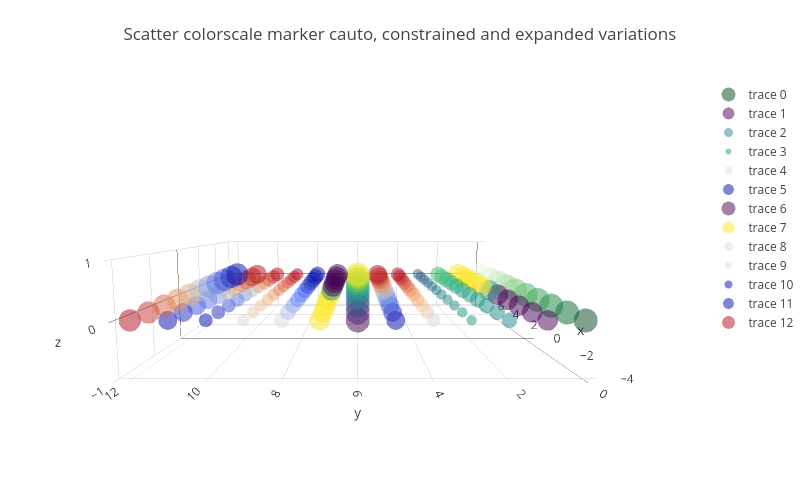 Scatter colorscale marker cauto, constrained and expanded variations
trace 0
trace 1
trace 2
trace 3
trace 4
trace 5
trace 6
trace 7
trace 8
trace 9
trace 10
trace 11
trace 12
1
0
−1
z
12
10
8
6
4
2
0
y
6
4
2
0
−2
−4
x